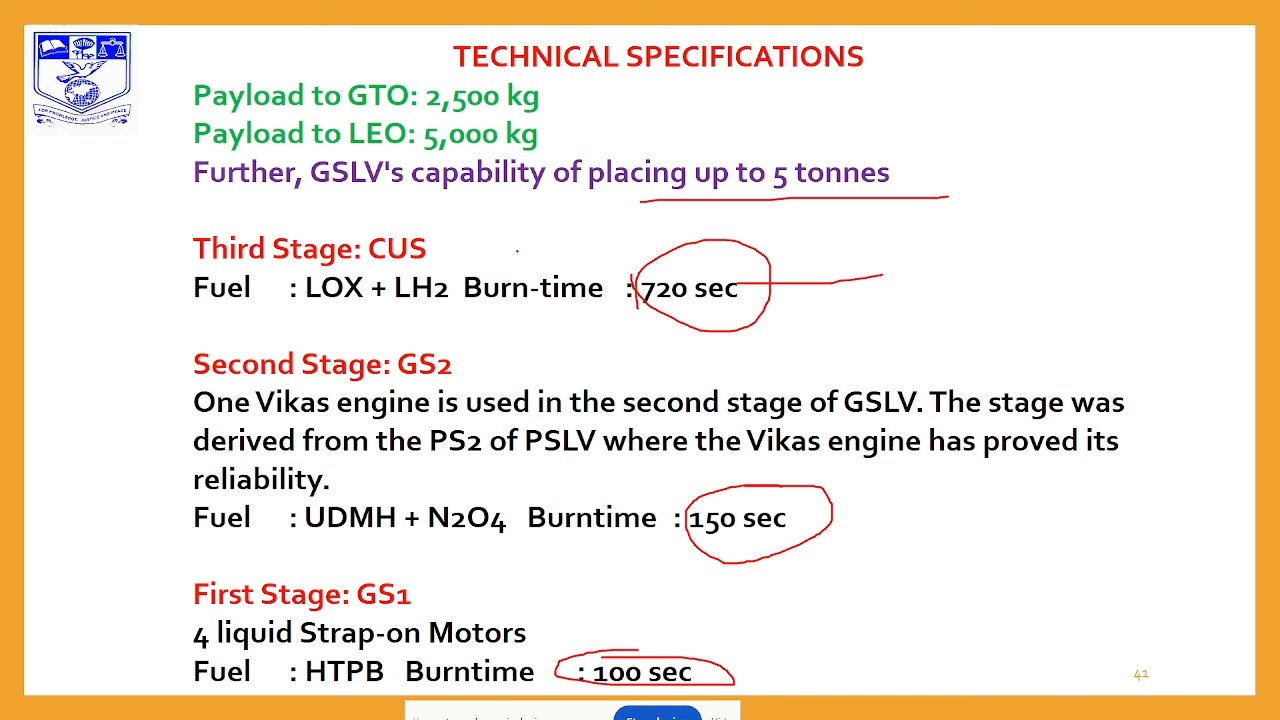 TECHNICAL SPECIFICATIONS
Payload to GTO: 2,500 kg
Payload to LEO: 5,000 kg
Further, GSLV's capability of placing up to 5 tonnes
Third Stage: CUS
Fuel : LOX + LH2 Burn-time : 720 sec
Second Stage: GS2
One Vikas engine is used in the second stage of GSLV. The stage was
derived from the PS2 of PSLV where the Vikas engine has proved its
reliability.
Fuel : UDMH + N2O4 Burntime : 150 sec
First Stage: GS1
4 liquid Strap-on Motors
Fuel : HTPB Burntime : 100 sec
41